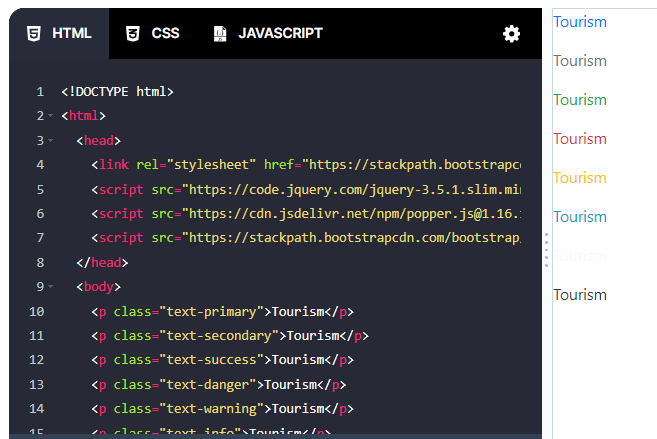 HTML CSS JAVASCRIPT
1 <!DOCTYPE html>
2 <html>
3 <head>
4 <link rel="stylesheet" href="https://stackpath.bootstrapc
5 <script src="https://code.jquery.com/jquery-3.5.1.slim.mi
6 <script src="https://cdn.jsdelivr.net/npm/popper.js@1.16.
7 <script src="https://stackpath.bootstrapcdn.com/bootstrap
8 </head>
9 <body>
10 <p class="text-primary">Tourism</p>
11 <p class="text-secondary">Tourism</p>
12 <p class="text-success">Tourism</p>
13 <p class="text-danger">Tourism</p>
14 <p class="text-warning">Tourism</p>
15 <p class="text-info">Tourism</p>
Tourism
Tourism
Tourism
Tourism
Tourism
Tourism
Tourism
Tourism